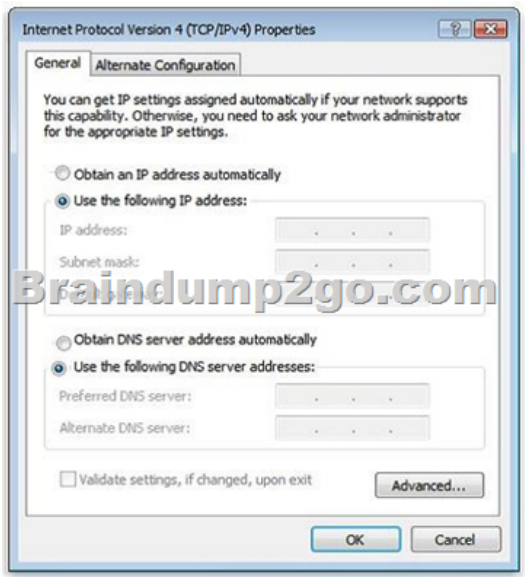 Internet Protocol Version 4 (TCP/IPv4) Properties
General
Alternate Configuration
You can get IP settings assigned automatically if your network supports
this capability. Otherwise, you need to ask your network administrator
for the appropriate IP settings.
Obtain an IP address automatically
Use the following IP address:
IP address:
Subnet mask:
Braindump2go.com
Obtain DNS server address automatically
Use the following DNS server addresses:
Preferred DNS server:
Alternate DNS server:
Validate settings, if changed, upon exit
Advanced...
OK
Cancel